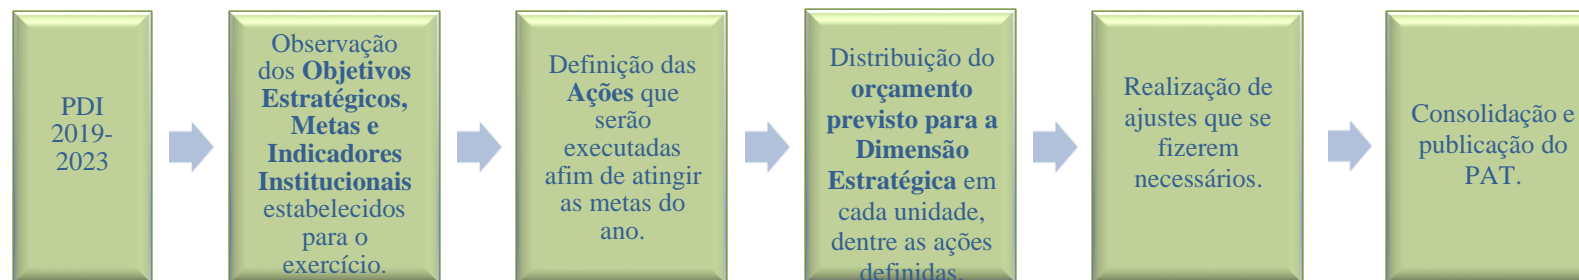 PDI
2019-
2023
Observação
dos Objetivos
Estratégicos,
Metas e
Indicadores
Institucionais
estabelecidos
para o
exercício.
Definição das
Ações que
serão
executadas
afim de atingir
as metas do
ano.
Distribuição do
orçamento
previsto para a
Dimensão
Estratégica em
cada unidade,
dentre as ações
definidas.
Realização de
ajustes que se
fizerem
necessários.
Consolidação e
publicação do
PAT.